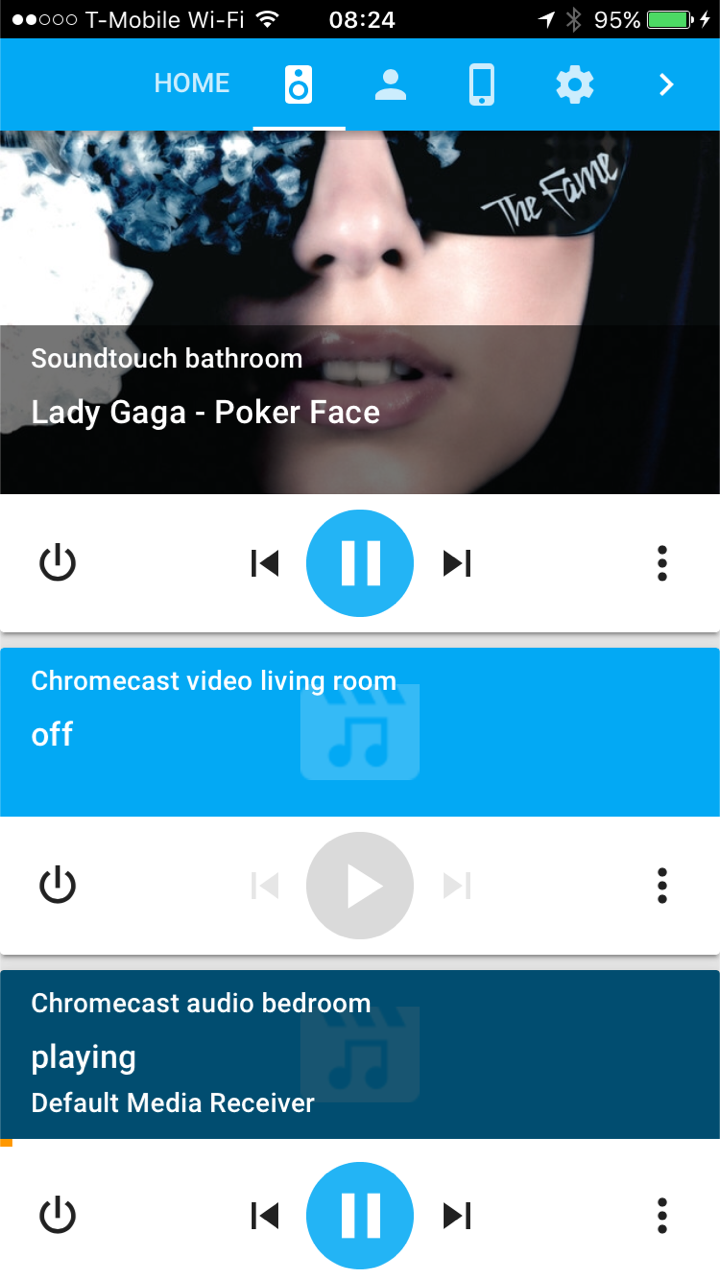 T-Mobile Wi-Fi 08:24 95%
HOME
The Fame
Soundtouch bathroom
Lady Gaga - Poker Face
Chromecast video living room
off
Chromecast audio bedroom
playing
Default Media Receiver